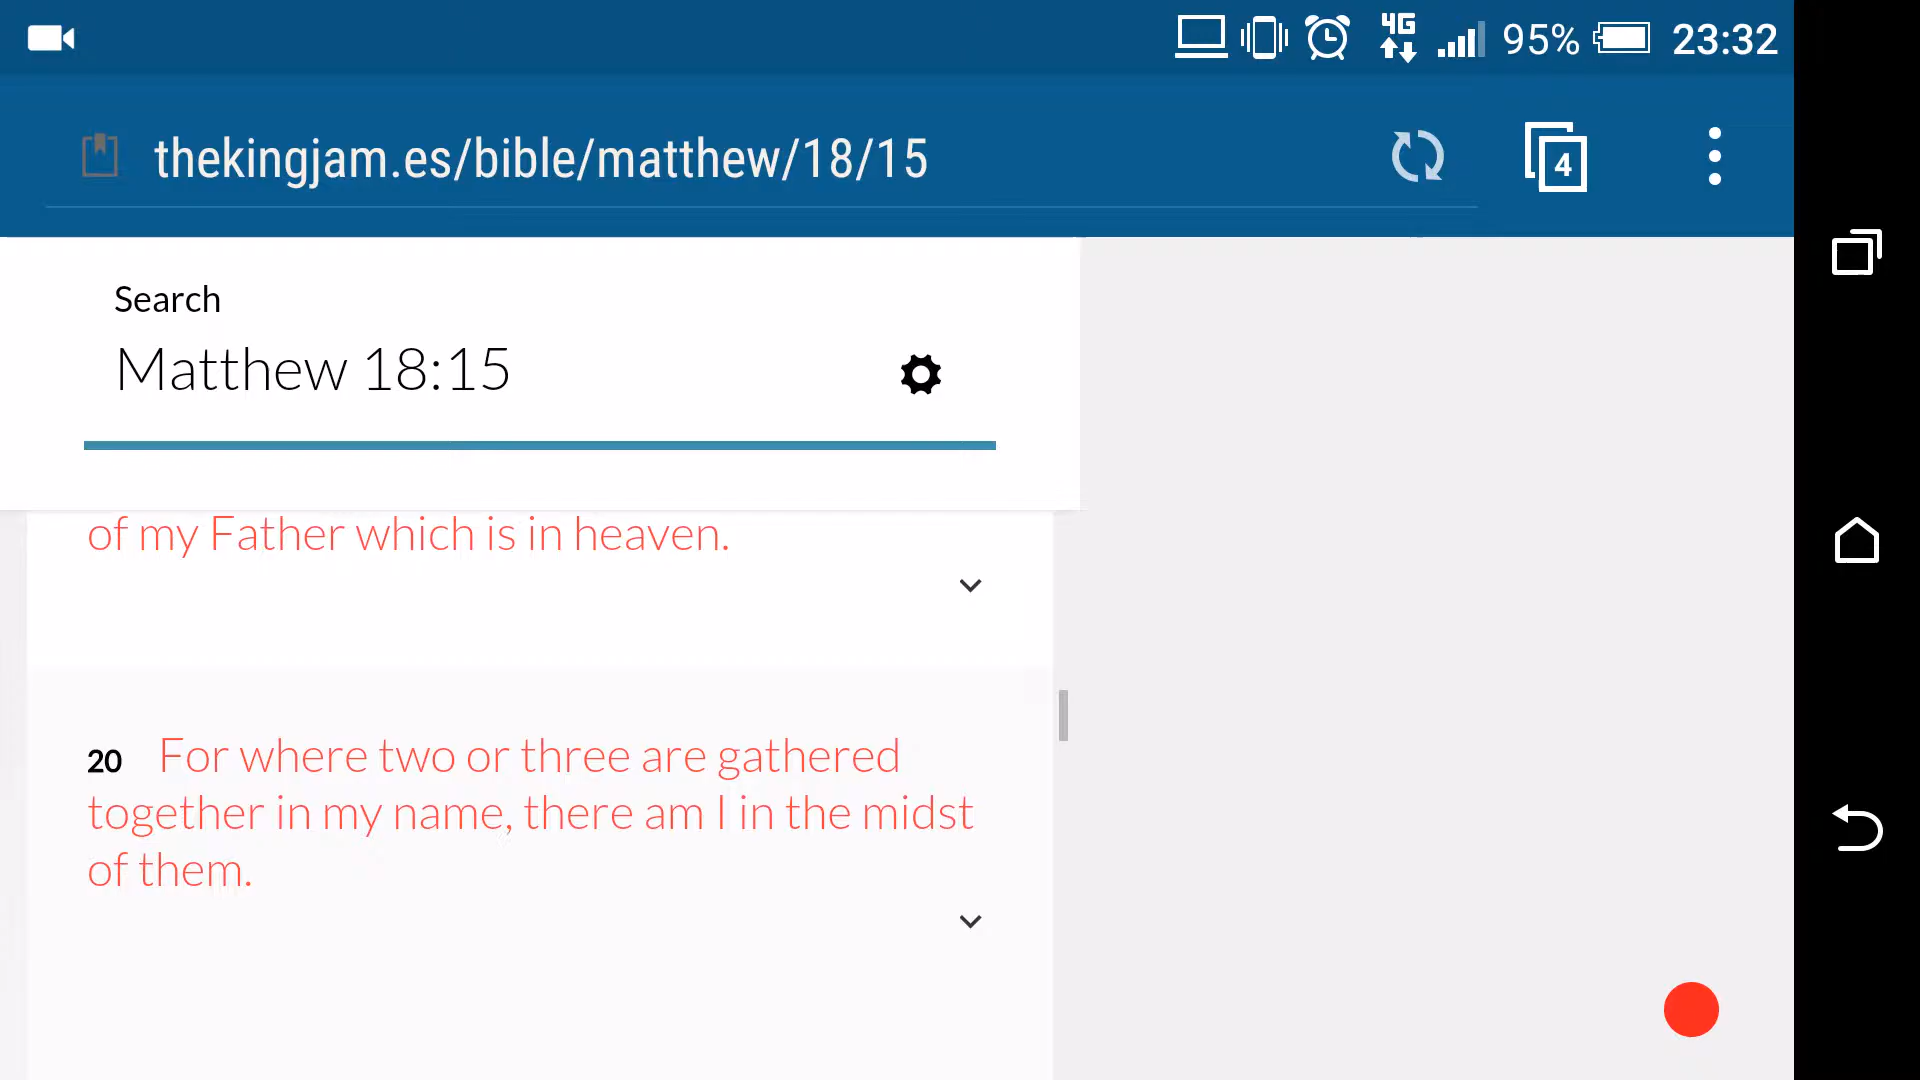 4G 95% 23:32
thekingjam.es/bible/matthew/18/15
4
Search
Matthew 18:15
of my Father which is in heaven.
20 For where two or three are gathered
together in my name, there am I in the midst
of them.